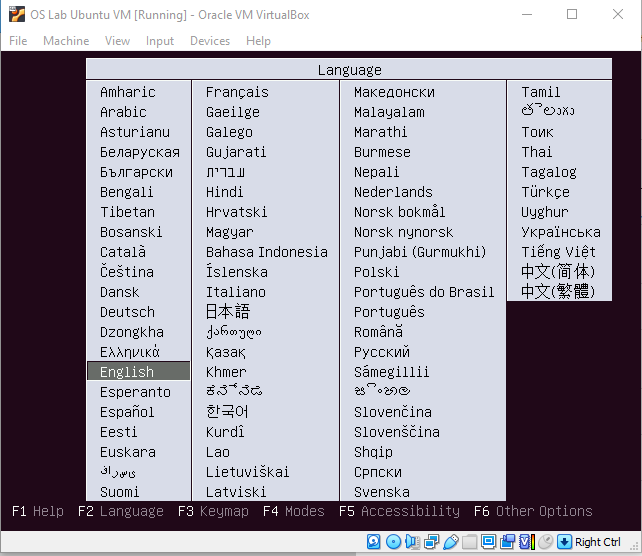 OS Lab Ubuntu VM [Running] - Oracle VM VirtualBox
File Machine View Input Devices Help
Language
Amharic
Arabic
Asturianu
Беларуская
Български
Bengali
Tibetan
Bosanski
Català
Čeština
Dansk
Deutsch
Dzongkha
Ελληνικά
English
Esperanto
Español
Eesti
Euskara
ﻰﺳﺭﺎﻓ
Suomi
Français
Gaeilge
Galego
Gujarati
עברית
Hindi
Hrvatski
Magyar
Bahasa Indonesia
Íslenska
Italiano
日本語
ქართული
Қазақ
Khmer
ಕನ್ನಡ
한국어
Kurdî
Lao
Lietuviškai
Latviski
Македонски
Malayalam
Marathi
Burmese
Nepali
Nederlands
Norsk bokmål
Norsk nynorsk
Punjabi (Gurmukhi)
Polski
Português do Brasil
Português
Română
Русский
Sámegillii
සිංහල
Slovenčina
Slovenščina
Shqip
Српски
Svenska
Tamil
తెలుగు
Тоик
Thai
Tagalog
Türkçe
Uyghur
Українська
Tiếng Việt
中文(简体)
中文(繁體)
F1 Help F2 Language F3 Keymap F4 Modes F5 Accessibility F6 Other Options
Right Ctrl